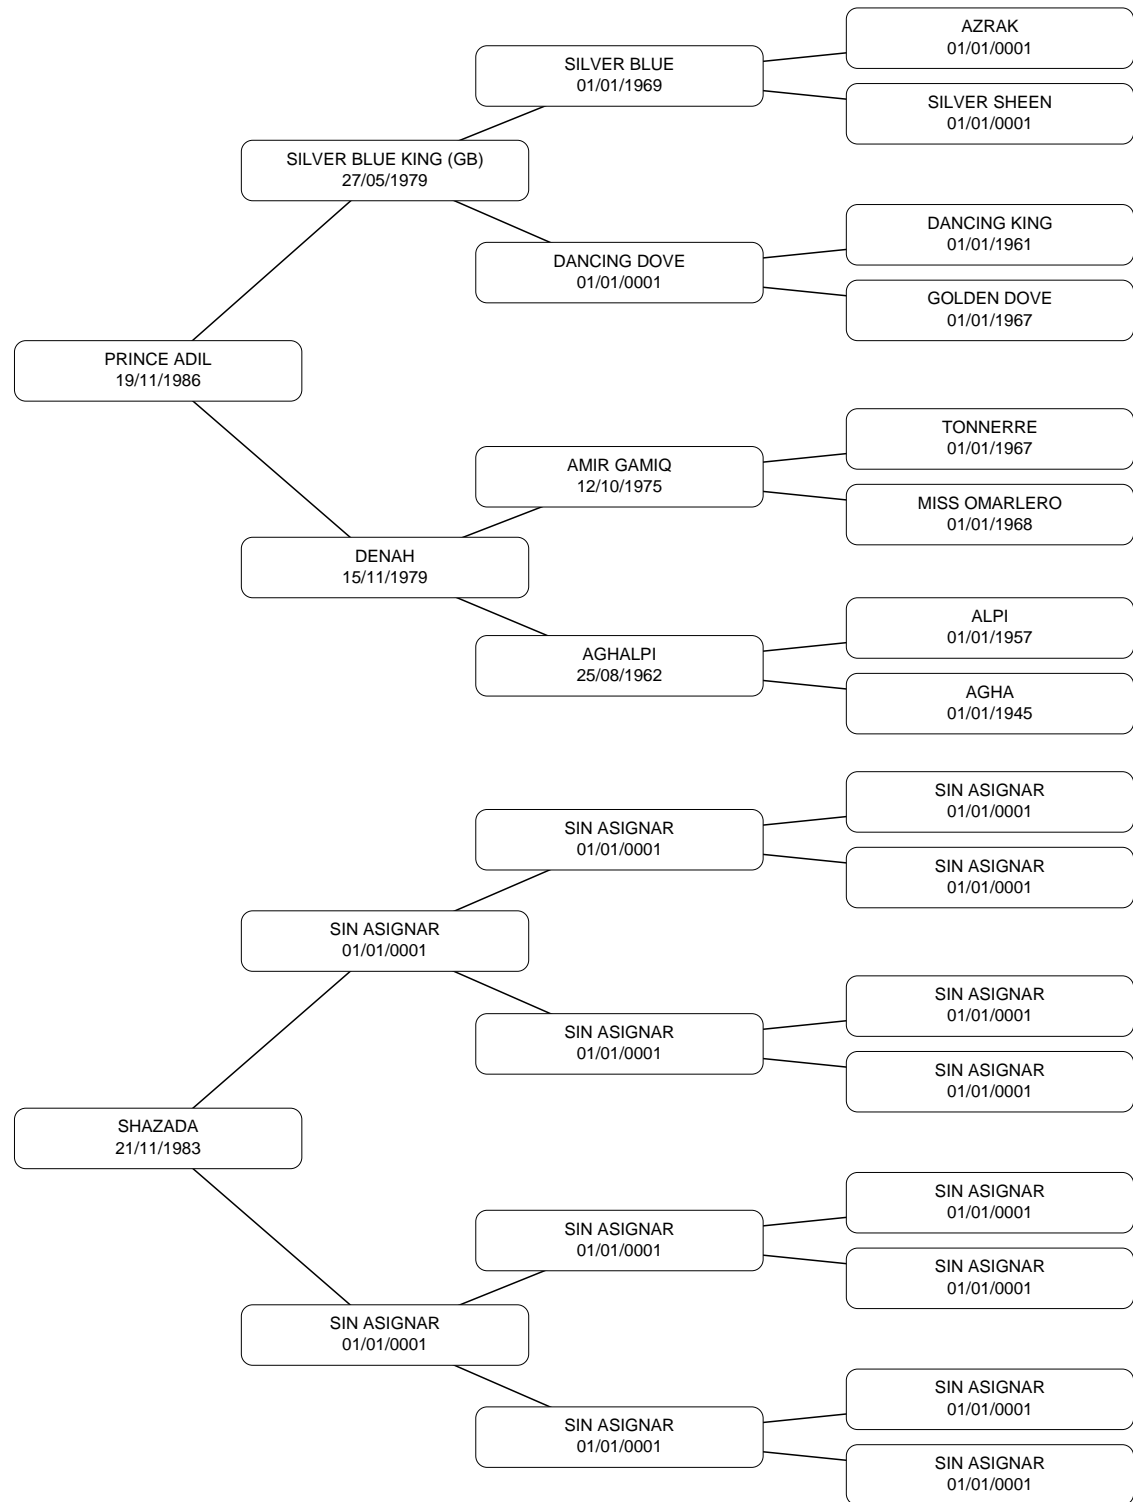 AZRAK
01/01/0001
SILVER BLUE
01/01/1969
SILVER SHEEN
01/01/0001
SILVER BLUE KING (GB)
27/05/1979
DANCING KING
01/01/1961
DANCING DOVE
01/01/0001
GOLDEN DOVE
01/01/1967
PRINCE ADIL
19/11/1986
TONNERRE
01/01/1967
AMIR GAMIQ
12/10/1975
MISS OMARLERO
01/01/1968
DENAH
15/11/1979
ALPI
01/01/1957
AGHALPI
25/08/1962
AGHA
01/01/1945
SIN ASIGNAR
01/01/0001
SIN ASIGNAR
01/01/0001
SIN ASIGNAR
01/01/0001
SIN ASIGNAR
01/01/0001
SIN ASIGNAR
01/01/0001
SIN ASIGNAR
01/01/0001
SIN ASIGNAR
01/01/0001
SHAZADA
21/11/1983
SIN ASIGNAR
01/01/0001
SIN ASIGNAR
01/01/0001
SIN ASIGNAR
01/01/0001
SIN ASIGNAR
01/01/0001
SIN ASIGNAR
01/01/0001
SIN ASIGNAR
01/01/0001
SIN ASIGNAR
01/01/0001